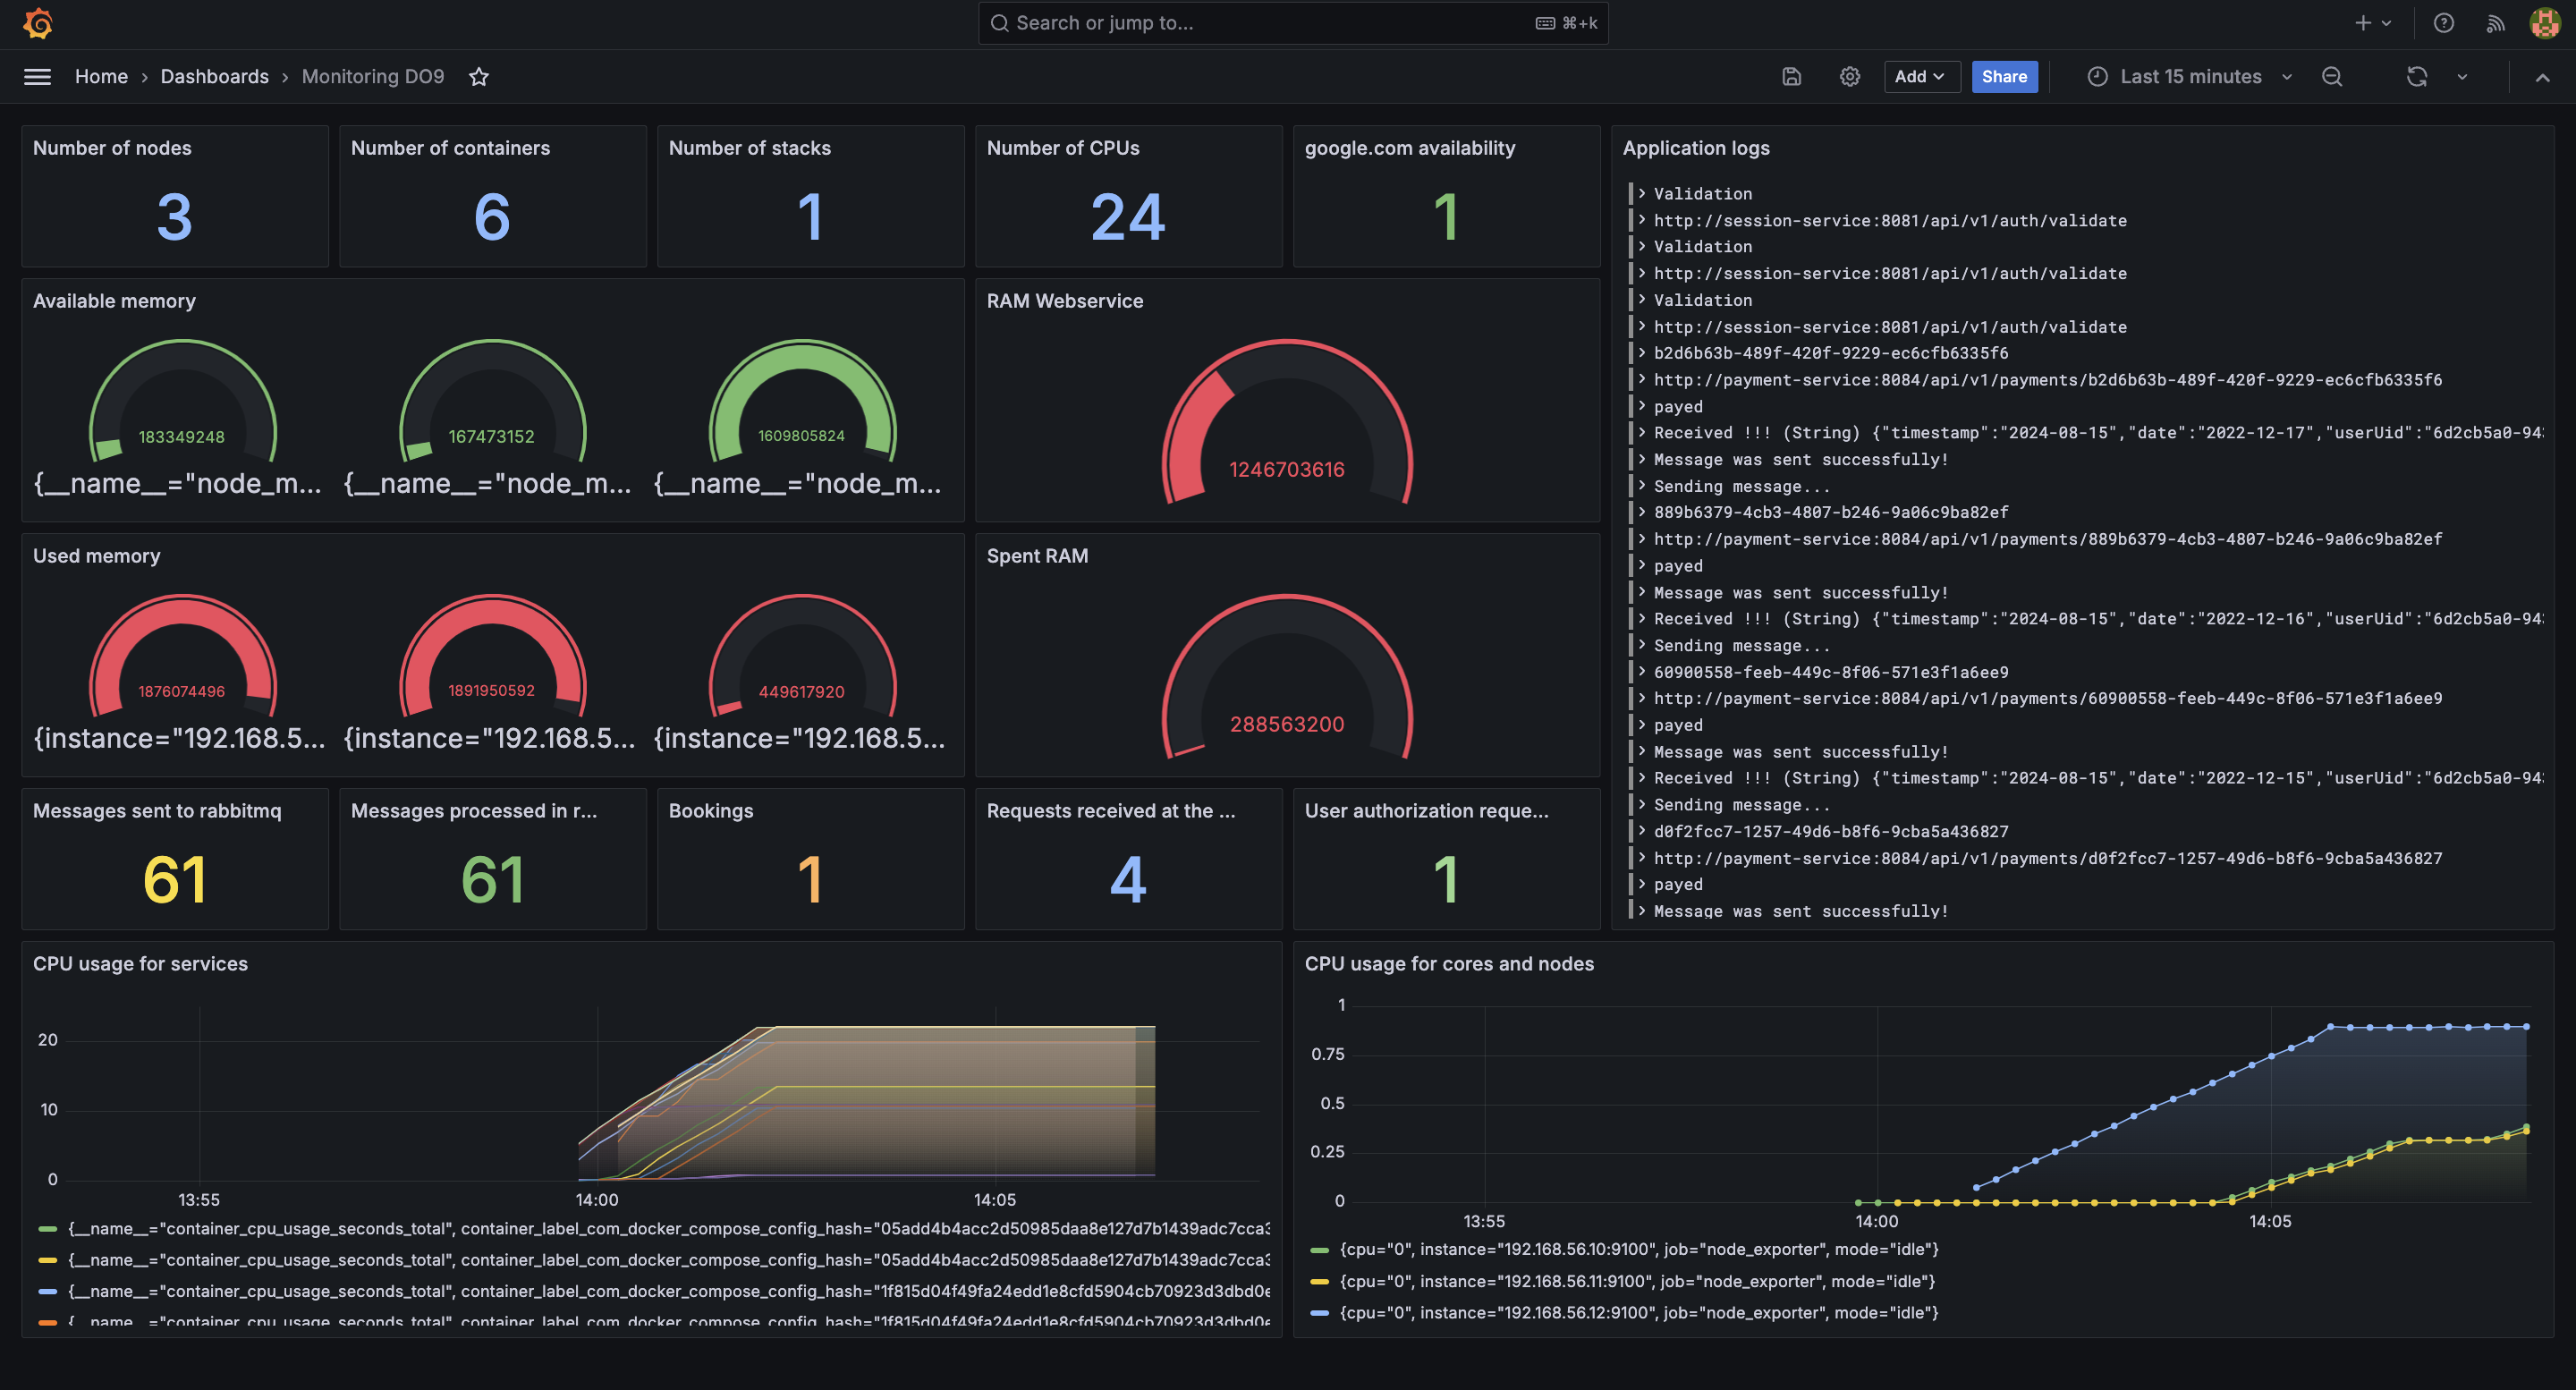 Search or jump to...
⌘+k
Home › Dashboards › Monitoring DO9
Add
Share
Last 15 minutes
Number of nodes
3
Number of containers
6
Number of stacks
1
Number of CPUs
24
google.com availability
1
Available memory
183349248
167473152
1609805824
{__name__="node_m...
{__name__="node_m...
{__name__="node_m...
RAM Webservice
1246703616
Used memory
1876074496
1891950592
449617920
{instance="192.168.5...
{instance="192.168.5...
{instance="192.168.5...
Spent RAM
288563200
Messages sent to rabbitmq
61
Messages processed in r...
61
Bookings
1
Requests received at the ...
4
User authorization reque...
1
Application logs
Validation
http://session-service:8081/api/v1/auth/validate
Validation
http://session-service:8081/api/v1/auth/validate
Validation
http://session-service:8081/api/v1/auth/validate
b2d6b63b-489f-420f-9229-ec6cfb6335f6
http://payment-service:8084/api/v1/payments/b2d6b63b-489f-420f-9229-ec6cfb6335f6
payed
Received !!! (String) {"timestamp":"2024-08-15","date":"2022-12-17","userUid":"6d2cb5a0-94
Message was sent successfully!
Sending message...
889b6379-4cb3-4807-b246-9a06c9ba82ef
http://payment-service:8084/api/v1/payments/889b6379-4cb3-4807-b246-9a06c9ba82ef
payed
Message was sent successfully!
Received !!! (String) {"timestamp":"2024-08-15","date":"2022-12-16","userUid":"6d2cb5a0-94
Sending message...
60900558-feeb-449c-8f06-571e3f1a6ee9
http://payment-service:8084/api/v1/payments/60900558-feeb-449c-8f06-571e3f1a6ee9
payed
Message was sent successfully!
Received !!! (String) {"timestamp":"2024-08-15","date":"2022-12-15","userUid":"6d2cb5a0-94
Sending message...
d0f2fcc7-1257-49d6-b8f6-9cba5a436827
http://payment-service:8084/api/v1/payments/d0f2fcc7-1257-49d6-b8f6-9cba5a436827
payed
Message was sent successfully!
CPU usage for services
20
10
0
13:55
14:00
14:05
{__name__="container_cpu_usage_seconds_total", container_label_com_docker_compose_config_hash="05add4b4acc2d50985daa8e127d7b1439adc7cca3
{__name__="container_cpu_usage_seconds_total", container_label_com_docker_compose_config_hash="05add4b4acc2d50985daa8e127d7b1439adc7cca3
{__name__="container_cpu_usage_seconds_total", container_label_com_docker_compose_config_hash="1f815d04f49fa24edd1e8cfd5904cb70923d3dbd0e
{__name__="container_cpu_usage_seconds_total", container_label_com_docker_compose_config_hash="1f815d04f49fa24edd1e8cfd5904cb70923d3dbd0e
CPU usage for cores and nodes
1
0.75
0.5
0.25
0
13:55
14:00
14:05
{cpu="0", instance="192.168.56.10:9100", job="node_exporter", mode="idle"}
{cpu="0", instance="192.168.56.11:9100", job="node_exporter", mode="idle"}
{cpu="0", instance="192.168.56.12:9100", job="node_exporter", mode="idle"}